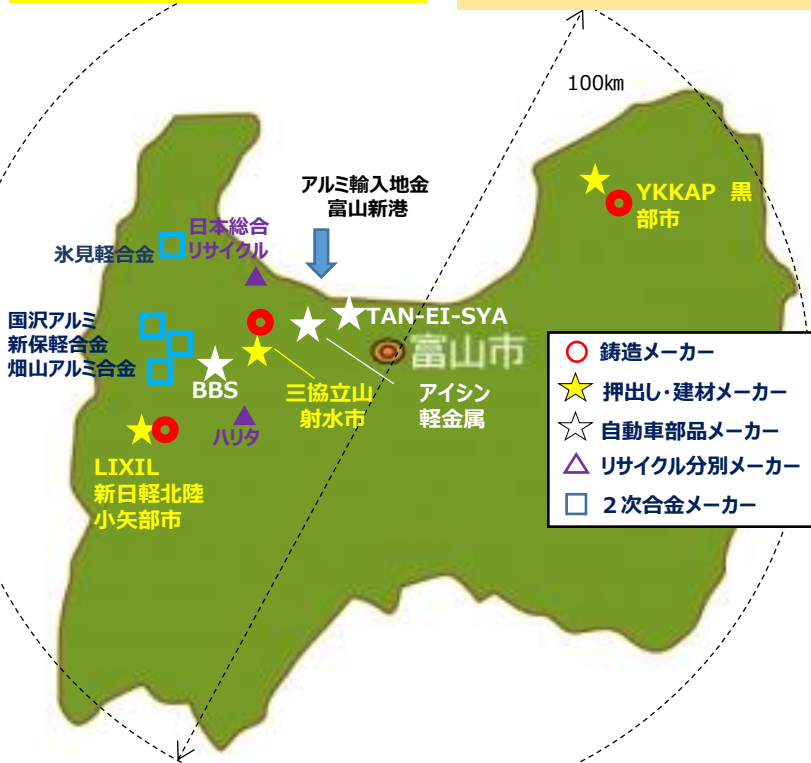 100km
アルミ輸入地金
富山新港
YKKAP 黒
部市
日本総合
リサイクル
氷見軽合金
国沢アルミ
新保軽合金
畑山アルミ合金
TAN-EI-SYA
富山市
BBS
三協立山
射水市
アイシン
軽金属
ハリタ
LIXIL
新日軽北陸
小矢部市
鋳造メーカー
押出し・建材メーカー
自動車部品メーカー
リサイクル分別メーカー
２次合金メーカー